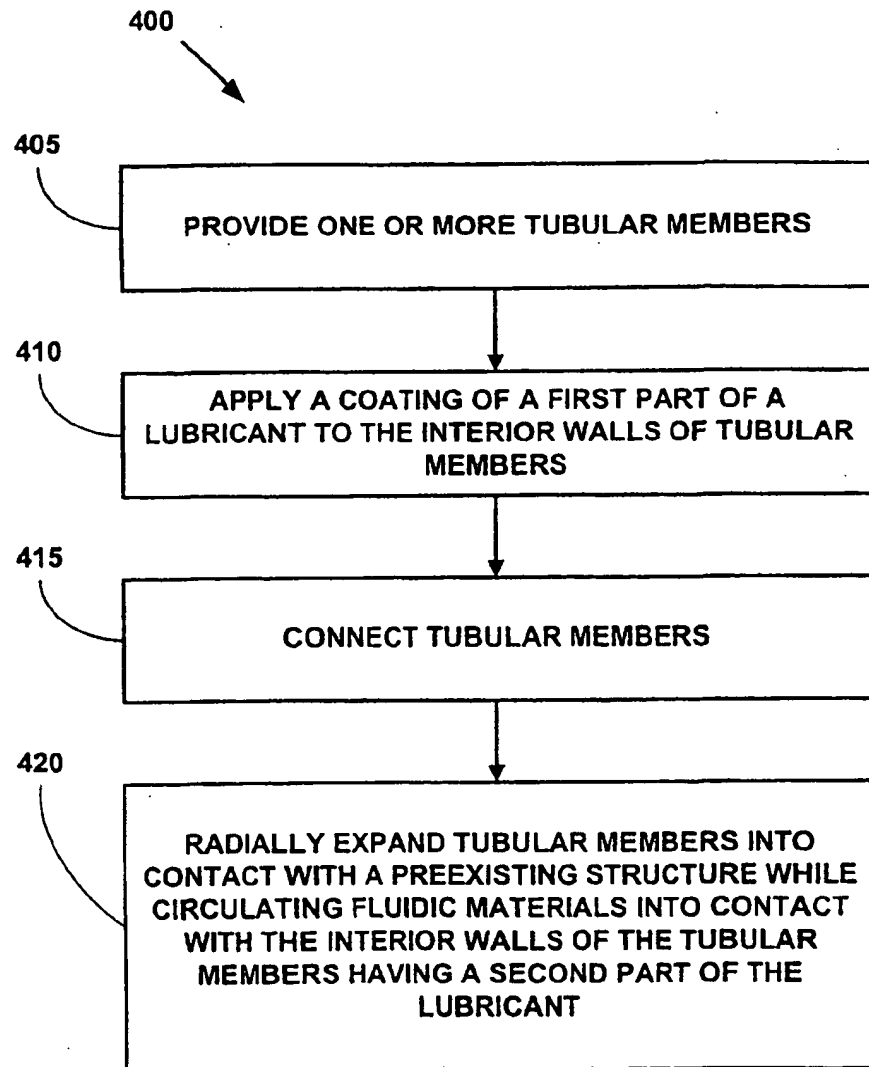 400
405
PROVIDE ONE OR MORE TUBULAR MEMBERS
410
APPLY A COATING OF A FIRST PART OF A
LUBRICANT TO THE INTERIOR WALLS OF TUBULAR
MEMBERS
415
CONNECT TUBULAR MEMBERS
420
RADIALLY EXPAND TUBULAR MEMBERS INTO
CONTACT WITH A PREEXISTING STRUCTURE WHILE
CIRCULATING FLUIDIC MATERIALS INTO CONTACT
WITH THE INTERIOR WALLS OF THE TUBULAR
MEMBERS HAVING A SECOND PART OF THE
LUBRICANT